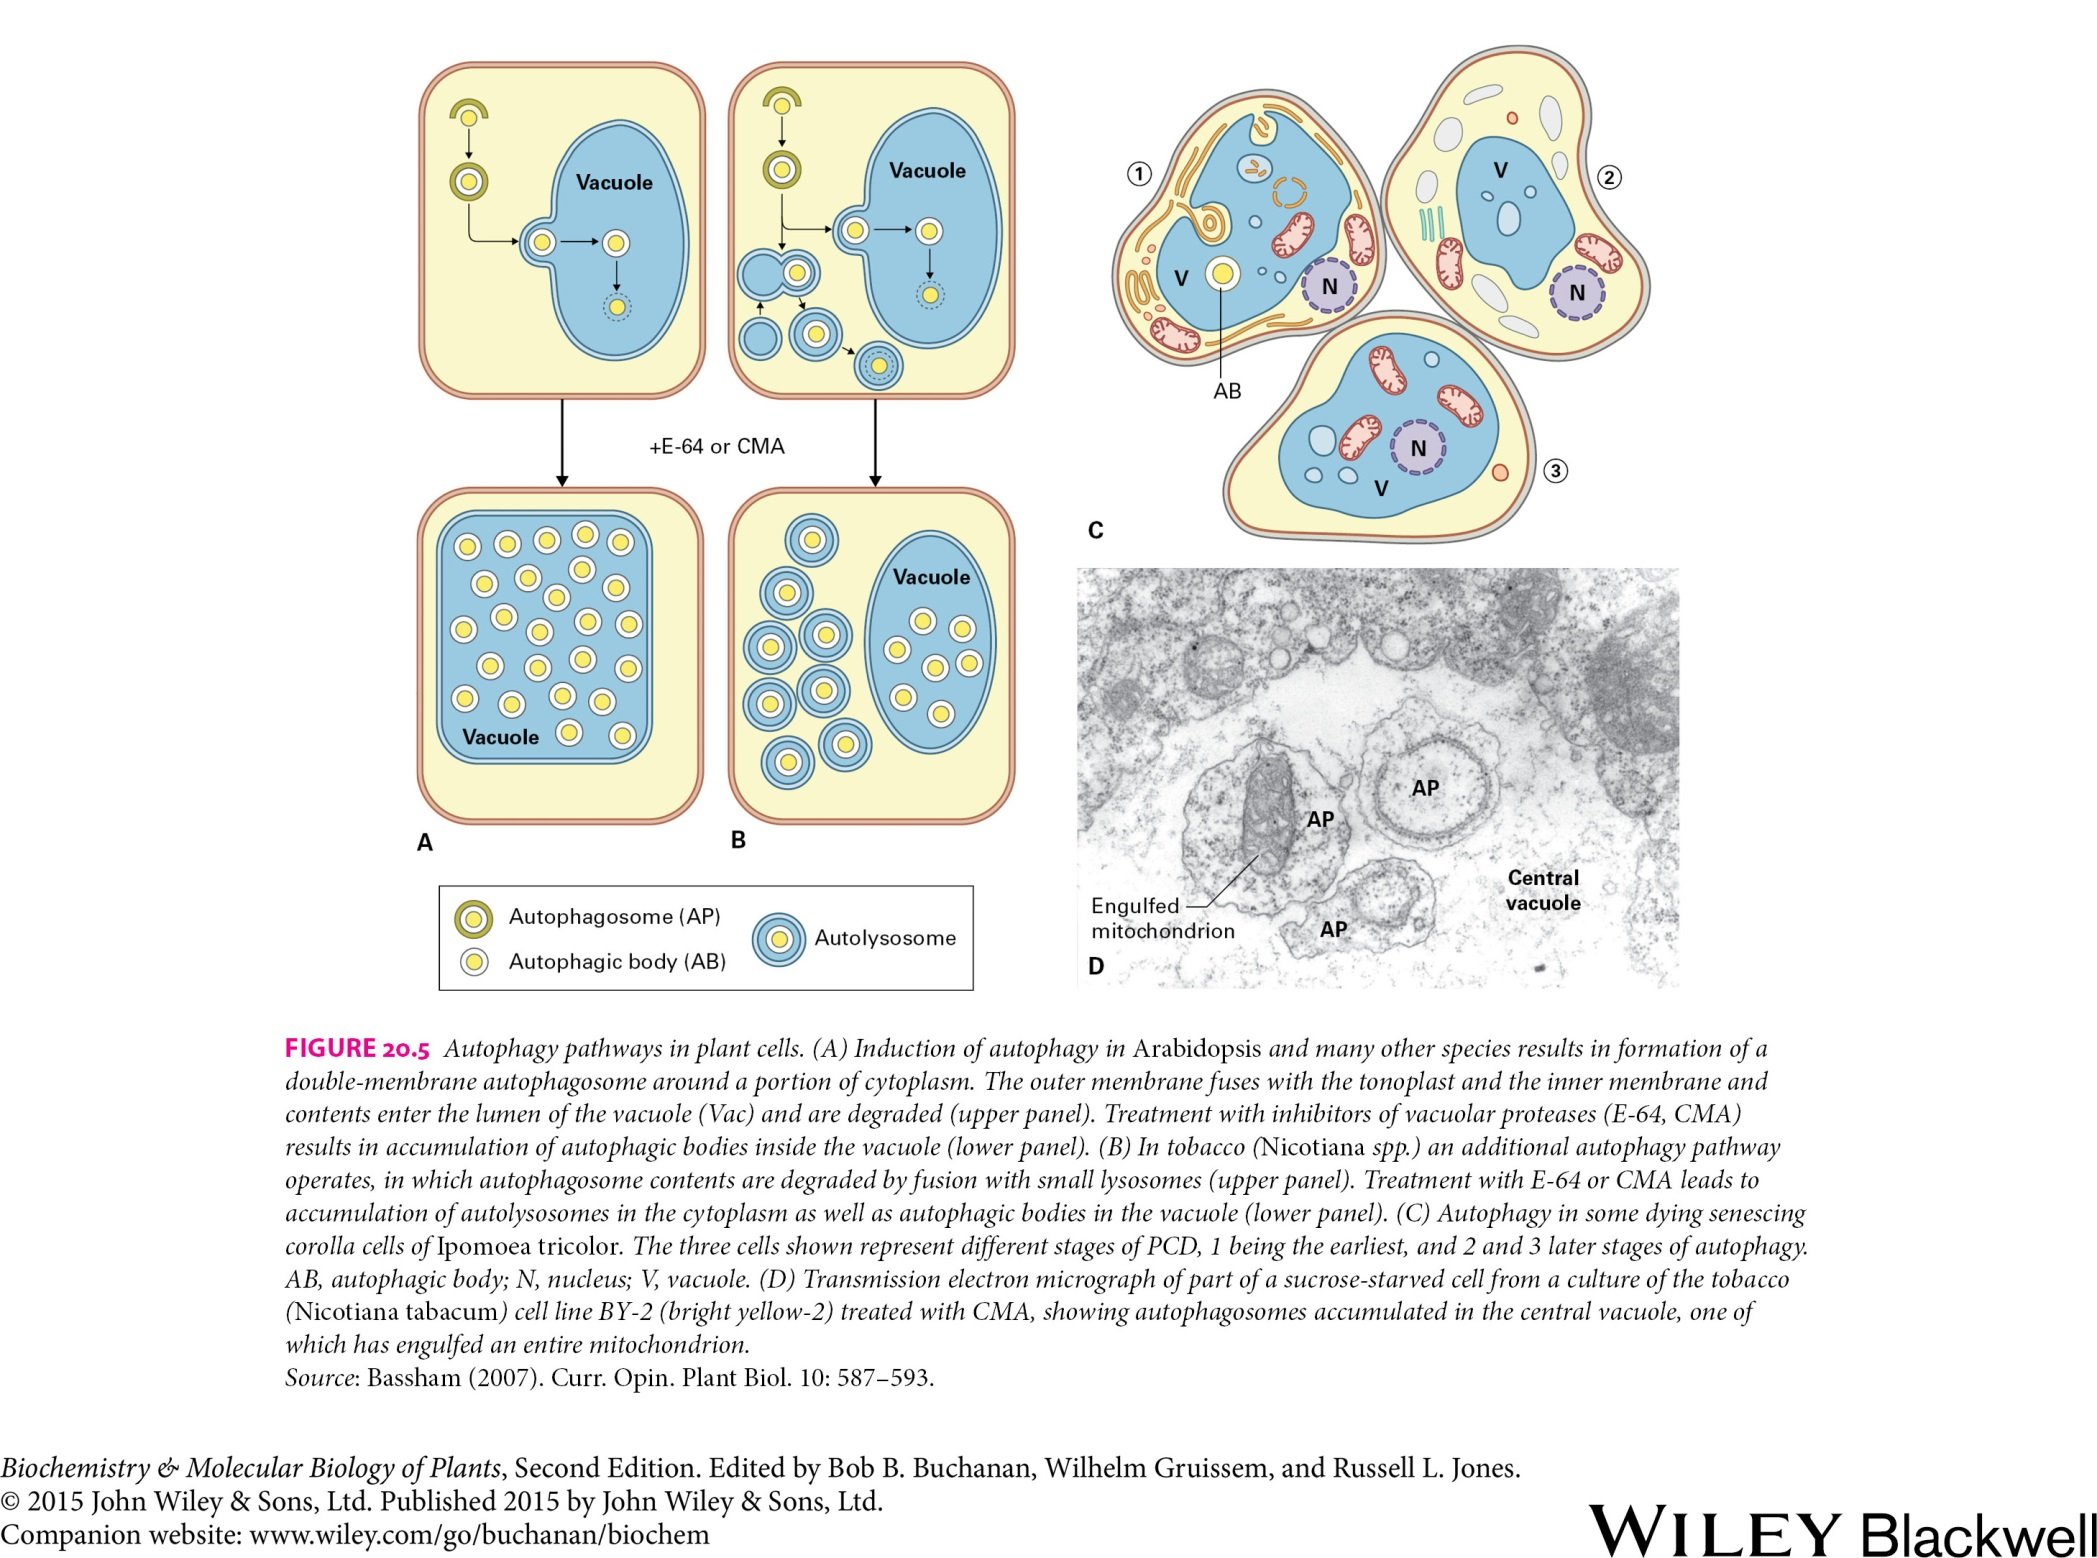 Vacuole
Vacuole
+E-64 or CMA
Vacuole
Vacuole
A
B
Autophagosome (AP)
Autophagic body (AB)
Autolysosome
1
V
N
AB
2
V
N
3
N
V
C
AP
AP
AP
Engulfed
mitochondrion
Central
vacuole
D
FIGURE 20.5 Autophagy pathways in plant cells. (A) Induction of autophagy in Arabidopsis and many other species results in formation of a
double-membrane autophagosome around a portion of cytoplasm. The outer membrane fuses with the tonoplast and the inner membrane and
contents enter the lumen of the vacuole (Vac) and are degraded (upper panel). Treatment with inhibitors of vacuolar proteases (E-64, CMA)
results in accumulation of autophagic bodies inside the vacuole (lower panel). (B) In tobacco (Nicotiana spp.) an additional autophagy pathway
operates, in which autophagosome contents are degraded by fusion with small lysosomes (upper panel). Treatment with E-64 or CMA leads to
accumulation of autolysosomes in the cytoplasm as well as autophagic bodies in the vacuole (lower panel). (C) Autophagy in some dying senescing
corolla cells of Ipomoea tricolor. The three cells shown represent different stages of PCD, 1 being the earliest, and 2 and 3 later stages of autophagy.
AB, autophagic body; N, nucleus; V, vacuole. (D) Transmission electron micrograph of part of a sucrose-starved cell from a culture of the tobacco
(Nicotiana tabacum) cell line BY-2 (bright yellow-2) treated with CMA, showing autophagosomes accumulated in the central vacuole, one of
which has engulfed an entire mitochondrion.
Source: Bassham (2007). Curr. Opin. Plant Biol. 10: 587–593.
Biochemistry & Molecular Biology of Plants, Second Edition. Edited by Bob B. Buchanan, Wilhelm Gruissem, and Russell L. Jones.
© 2015 John Wiley & Sons, Ltd. Published 2015 by John Wiley & Sons, Ltd.
Companion website: www.wiley.com/go/buchanan/biochem
WILEY Blackwell